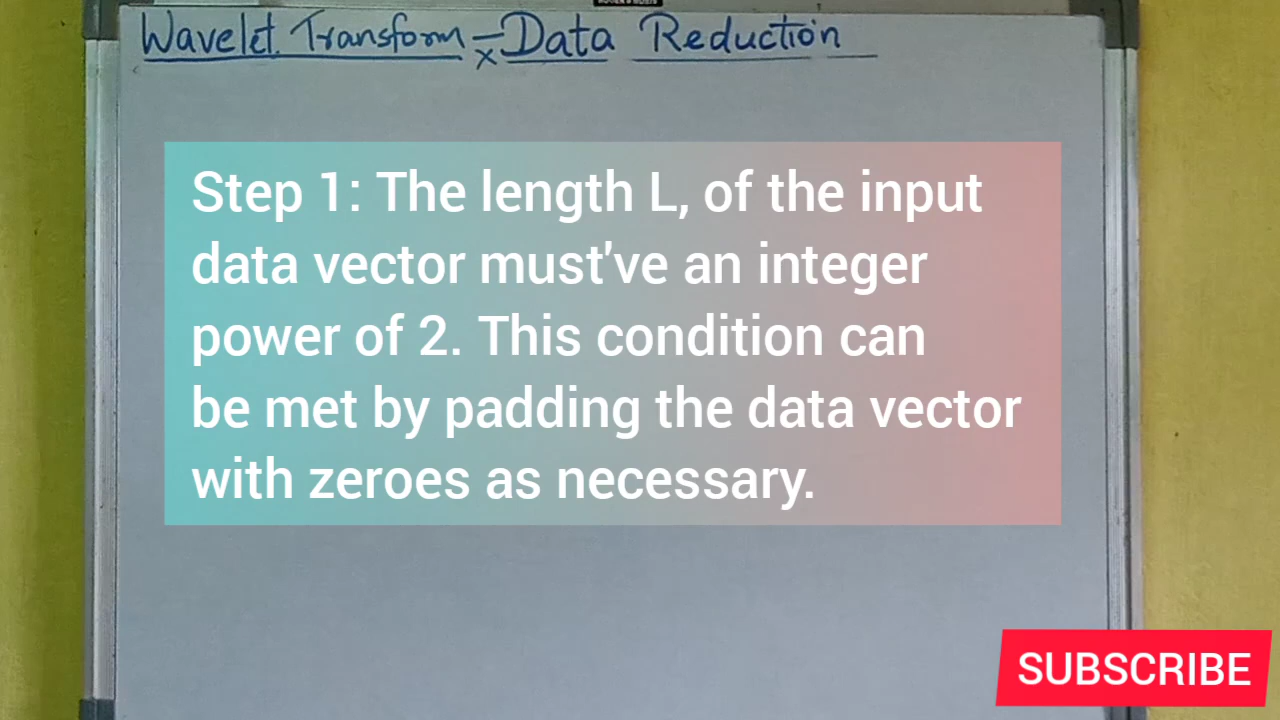 Wavelet Transform - Data Reduction
Step 1: The length L, of the input
data vector must've an integer
power of 2. This condition can
be met by padding the data vector
with zeroes as necessary.
SUBSCRIBE